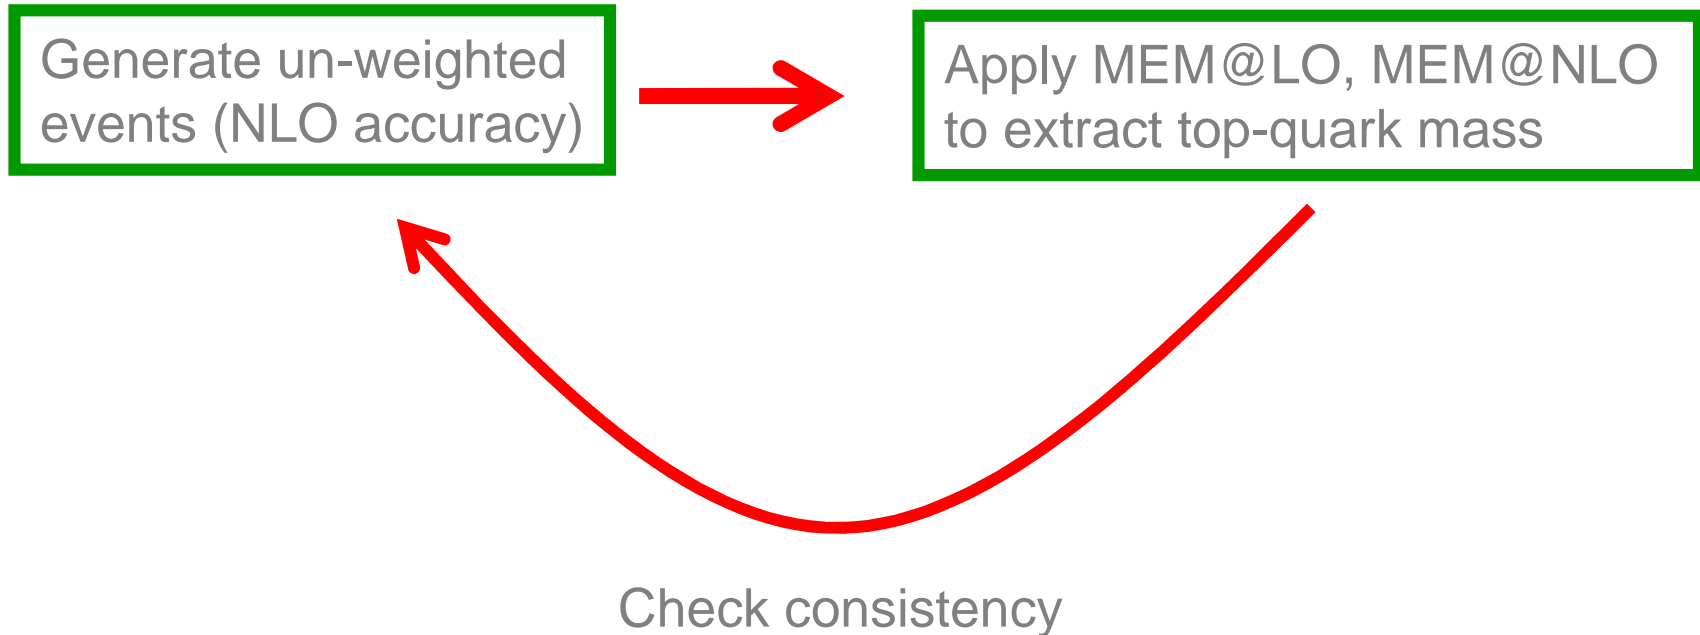 Generate un-weighted
events (NLO accuracy)
Apply MEM@LO, MEM@NLO
to extract top-quark mass
Check consistency